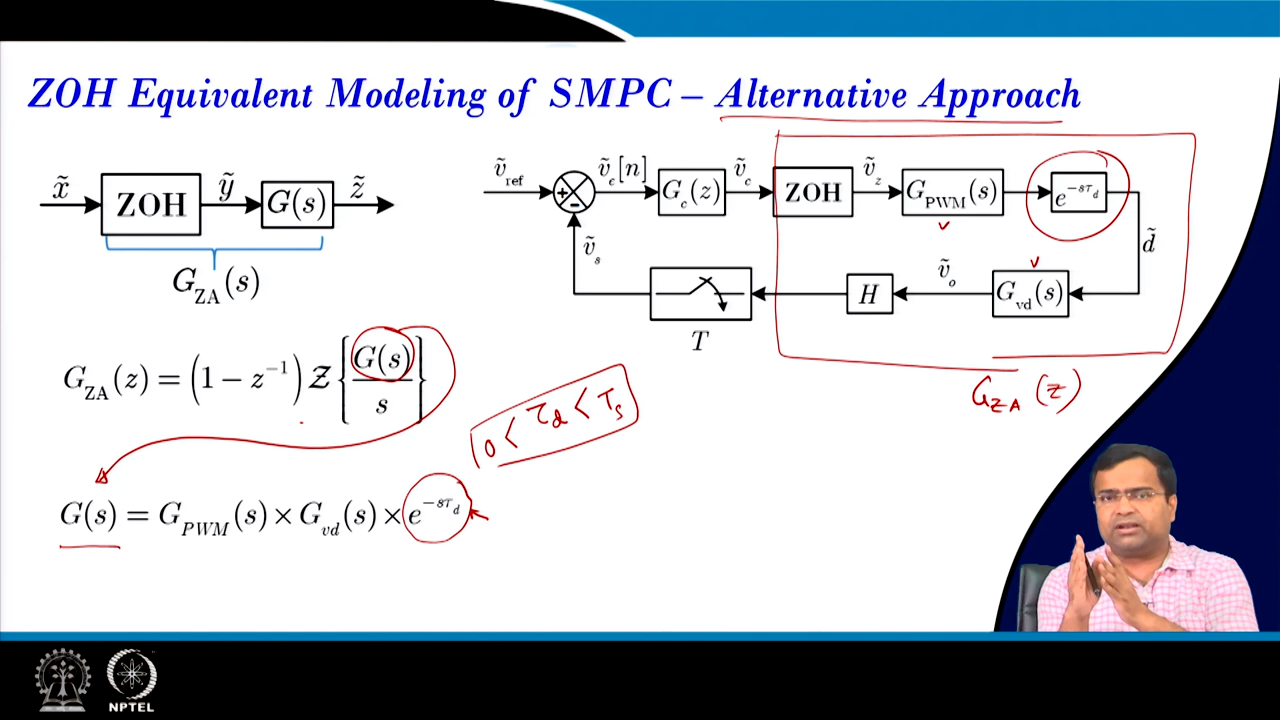 ZOH Equivalent Modeling of SMPC – Alternative Approach
x̃ ZOH ỹ G(s) z̃
G_ZA(s)
ṽ_ref + - ṽ_e[n] G_c(z) ṽ_c ZOH ṽ_z G_PWM(s) e^{-sτ_d}
d̃
ṽ_s T H ṽ_o G_vd(s)
G_ZA(z)
G_ZA(z) = (1 – z^{-1}) Z { G(s) / s }
0 < τ_d < T_s
G(s) = G_PWM(s) × G_vd(s) × e^{-sτ_d}
NPTEL